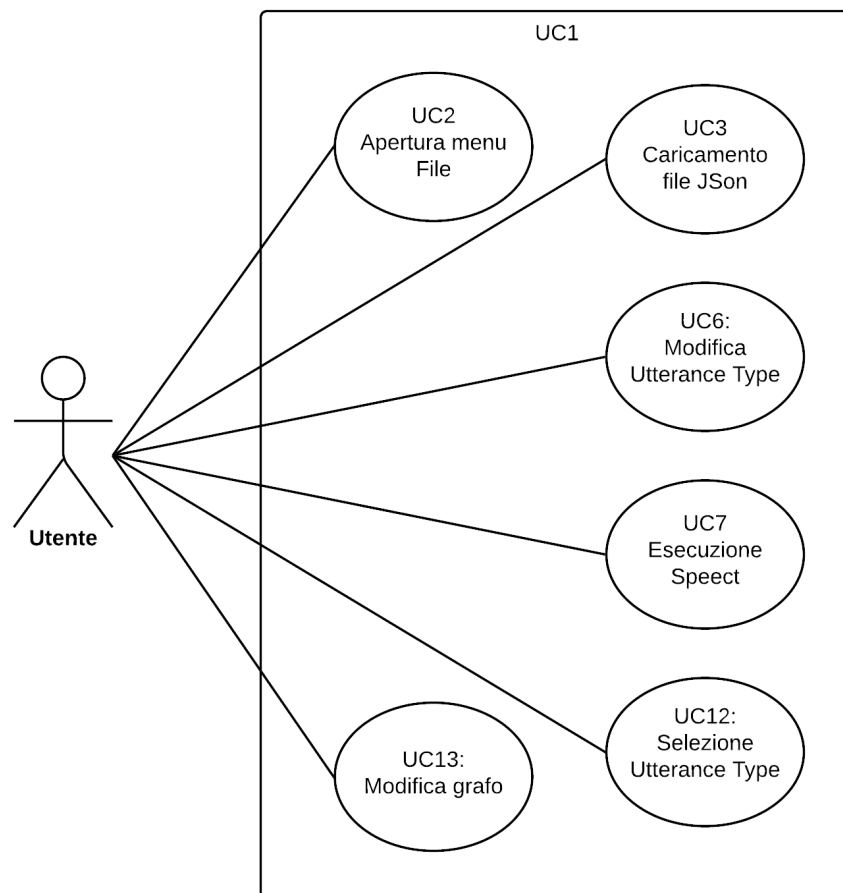 UC1
UC2
Apertura menu
File
UC3
Caricamento
file JSon
UC6:
Modifica
Utterance Type
Utente
UC7
Esecuzione
Speect
UC12:
Selezione
Utterance Type
UC13:
Modifica grafo